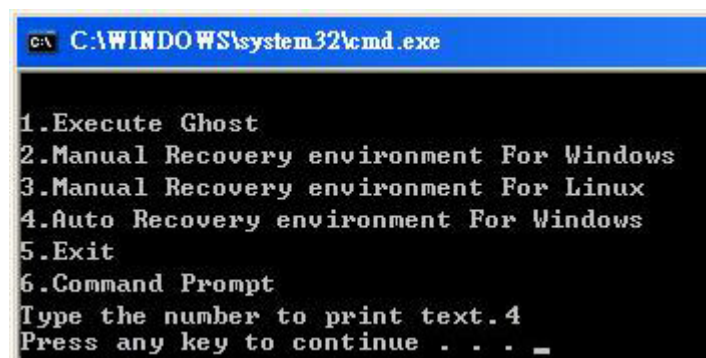 C:\WINDOWS\system32\cmd.exe
1.Execute Ghost
2.Manual Recovery environment For Windows
3.Manual Recovery environment For Linux
4.Auto Recovery environment For Windows
5.Exit
6.Command Prompt
Type the number to print text.4
Press any key to continue . . . _